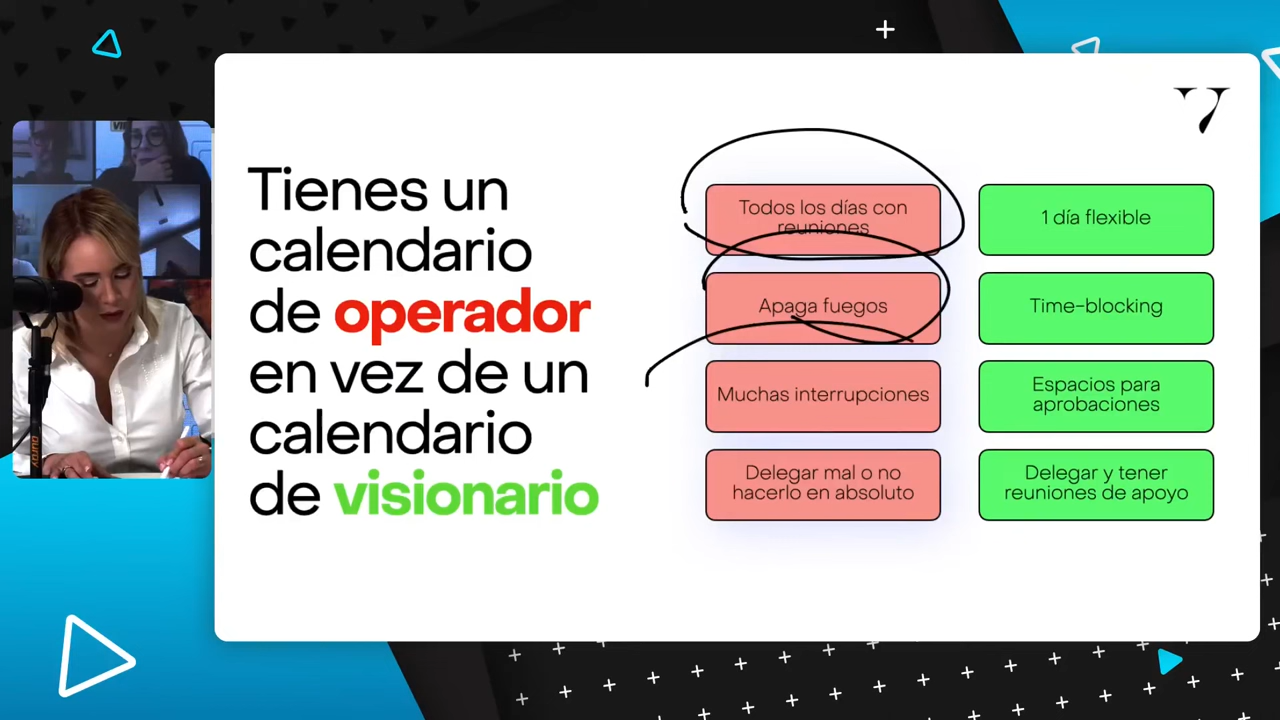 Tienes un
calendario
de operador
en vez de un
calendario
de visionario
Todos los días con
reuniones
Apaga fuegos
Muchas interrupciones
Delegar mal o no
hacerlo en absoluto
1 día flexible
Time-blocking
Espacios para
aprobaciones
Delegar y tener
reuniones de apoyo